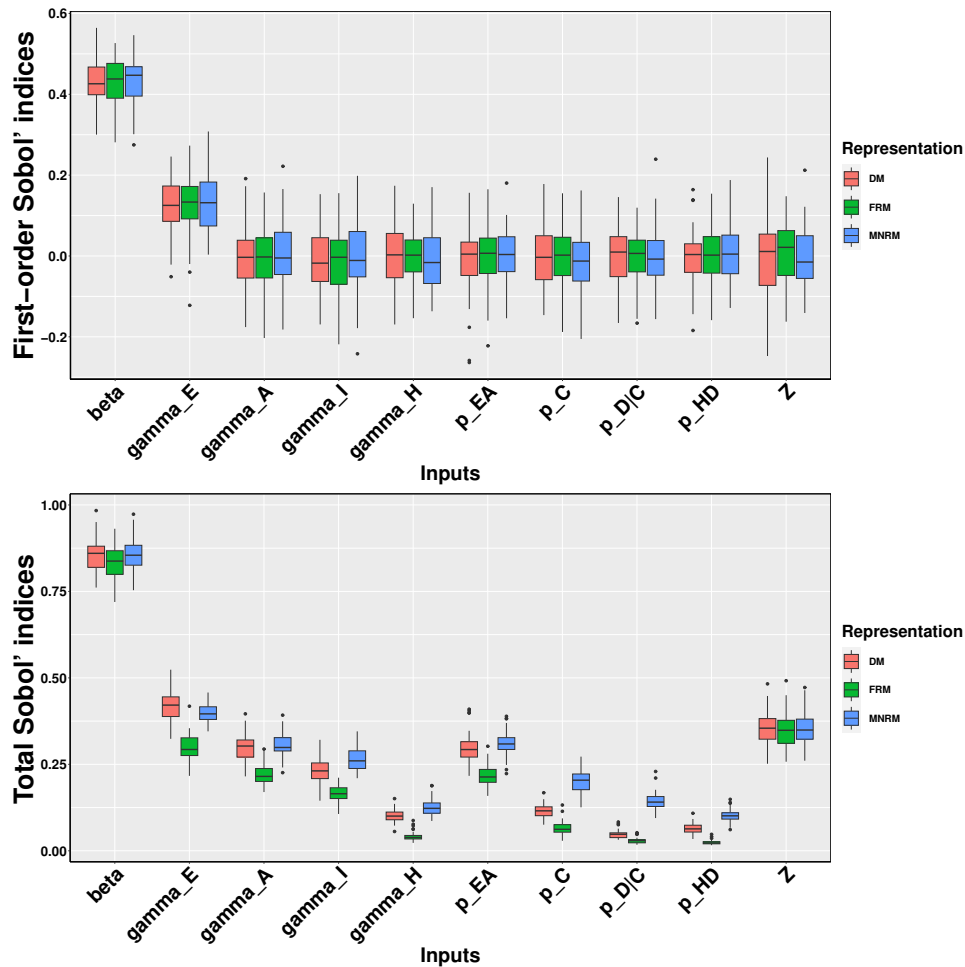 First−order Sobol' indices
0.6
0.4
0.2
0.0
−0.2
beta
gamma_E
gamma_A
gamma_I
gamma_H
p_EA
p_C
p_D|C
p_HD
Z
Inputs
Representation
DM
FRM
MNRM
Total Sobol' indices
1.00
0.75
0.50
0.25
0.00
beta
gamma_E
gamma_A
gamma_I
gamma_H
p_EA
p_C
p_D|C
p_HD
Z
Inputs
Representation
DM
FRM
MNRM